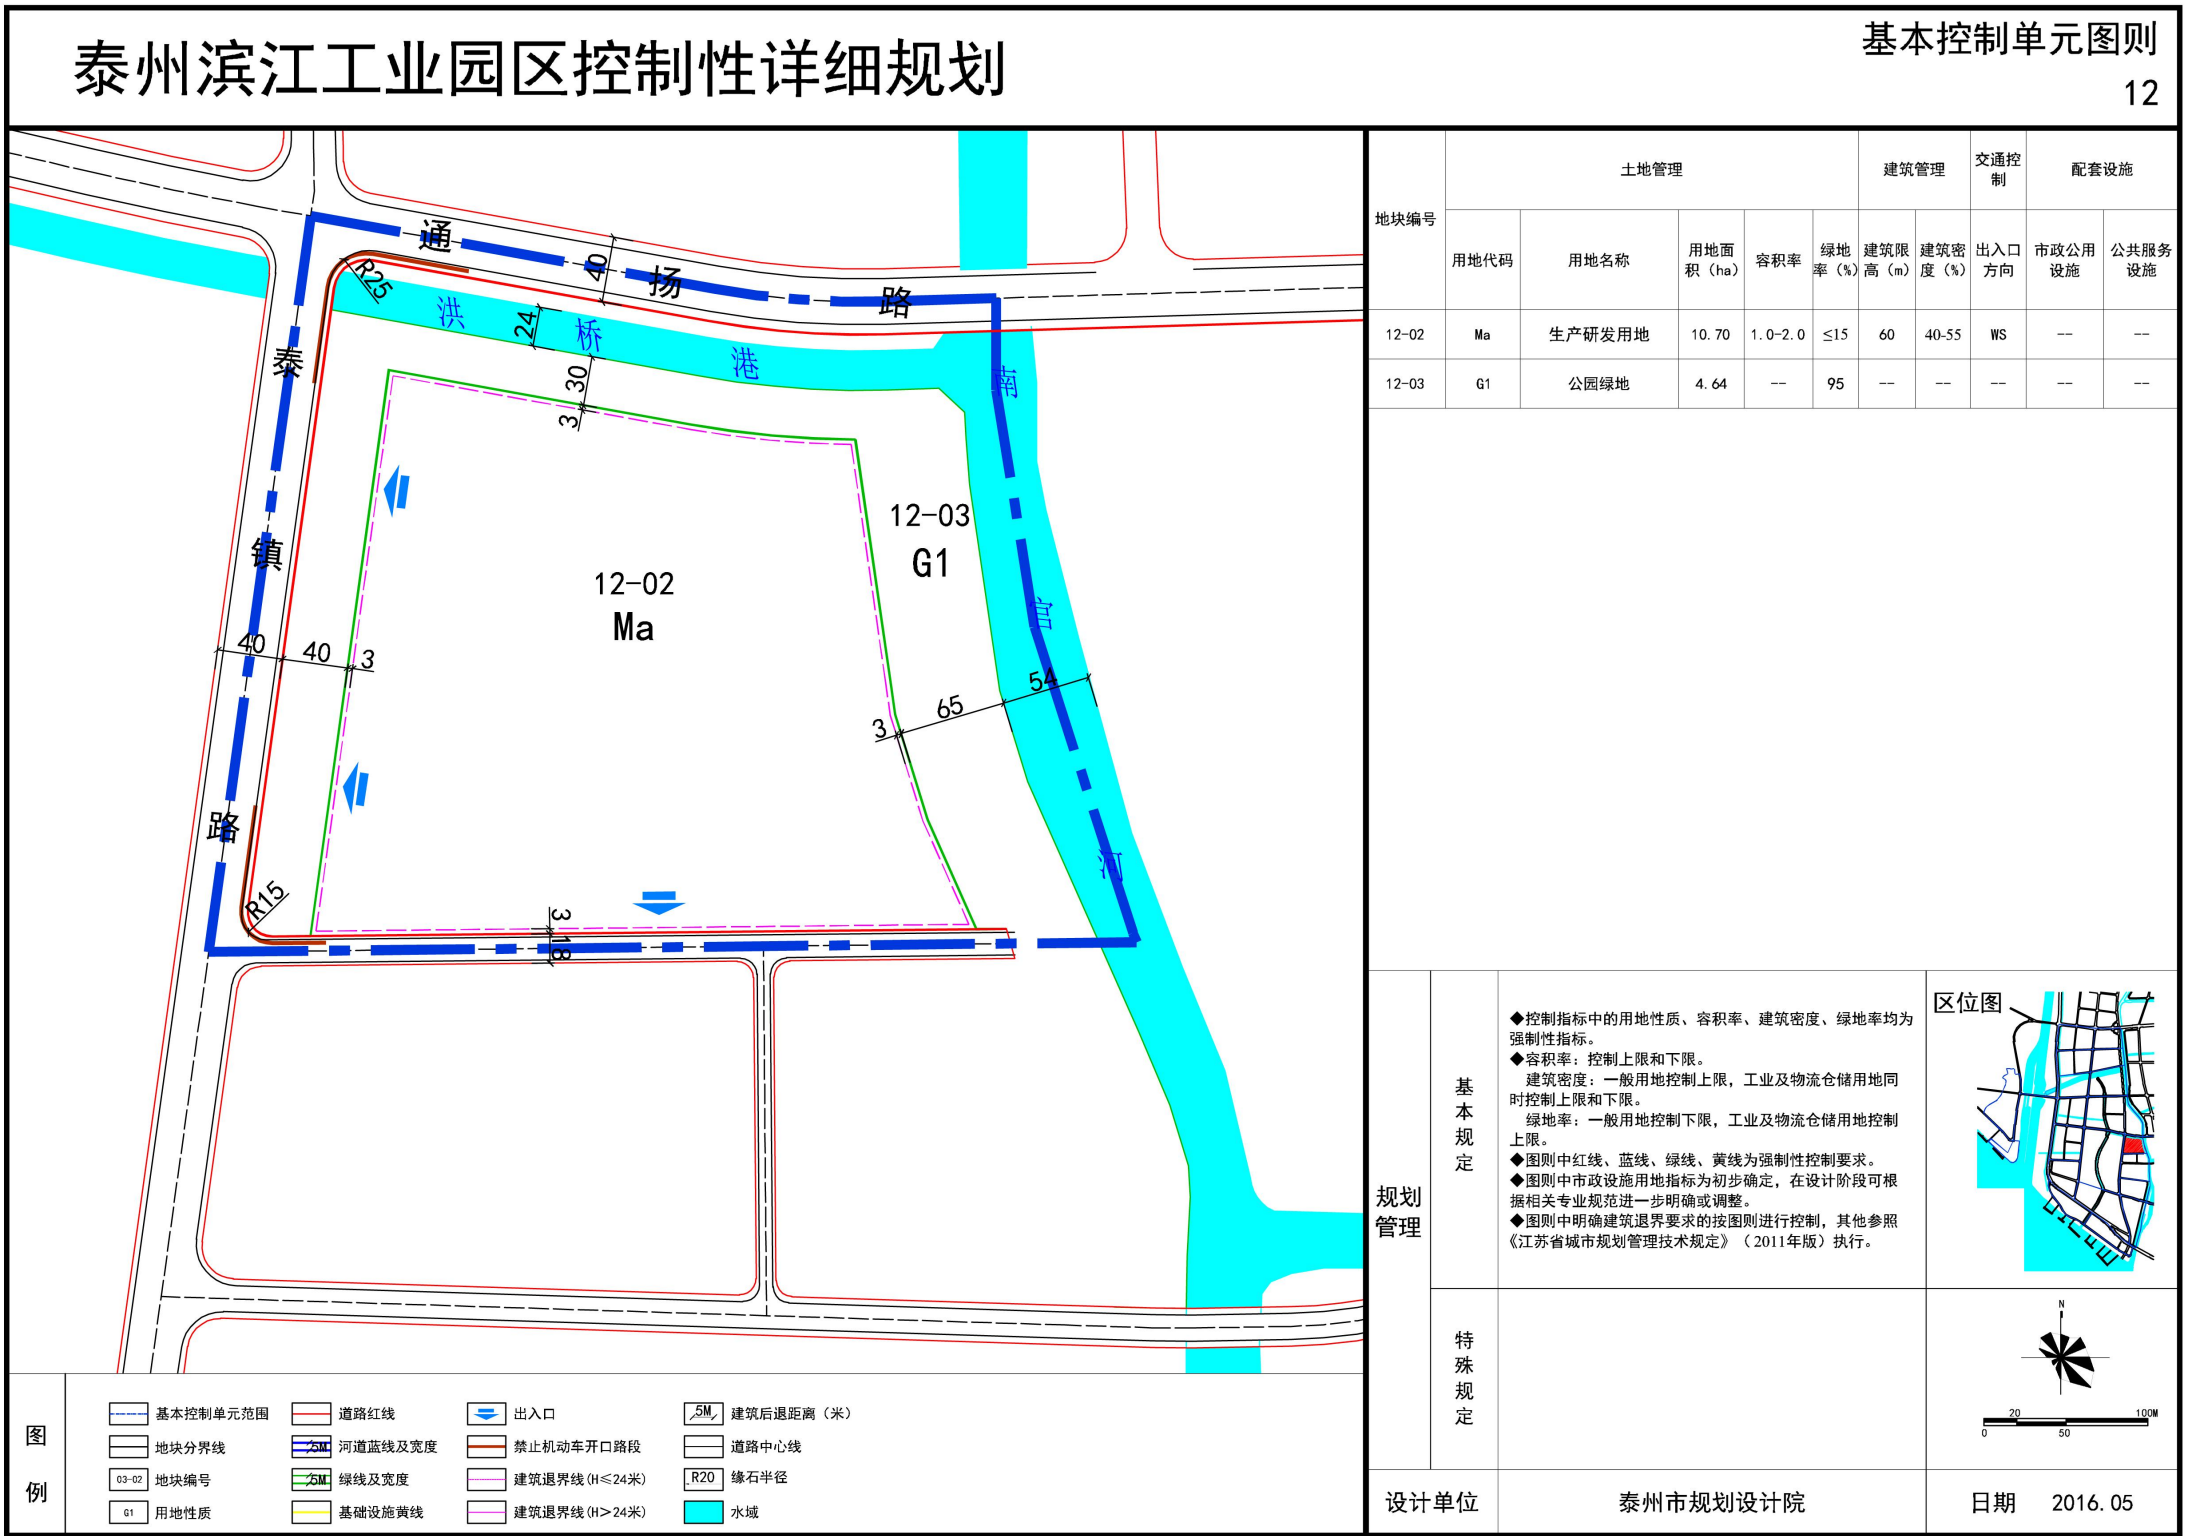 泰州滨江工业园区控制性详细规划
基本控制单元图则
12
通
扬
路
泰
镇
路
洪
桥
港
南
官
河
R25
40
24
30
3
12-03
G1
12-02
Ma
40
40
3
54
65
3
R15
3
18
地块编号
土地管理
建筑管理
交通控制
配套设施
用地代码
用地名称
用地面积（ha）
容积率
绿地率（%）
建筑限高（m）
建筑密度（%）
出入口方向
市政公用设施
公共服务设施
12-02 Ma 生产研发用地 10.70 1.0-2.0 ≤15 60 40-55 WS -- --
12-03 G1 公园绿地 4.64 -- 95 -- -- -- -- --
规划管理
基本规定
◆控制指标中的用地性质、容积率、建筑密度、绿地率均为
强制性指标。
◆容积率：控制上限和下限。
建筑密度：一般用地控制上限，工业及物流仓储用地同
时控制上限和下限。
绿地率：一般用地控制下限，工业及物流仓储用地控制
上限。
◆图则中红线、蓝线、绿线、黄线为强制性控制要求。
◆图则中市政设施用地指标为初步确定，在设计阶段可根
据相关专业规范进一步明确或调整。
◆图则中明确建筑退界要求的按图则进行控制，其他参照
《江苏省城市规划管理技术规定》（2011年版）执行。
区位图
特殊规定
N
20 100M
0 50
设计单位 泰州市规划设计院 日期 2016.05
图例
基本控制单元范围 道路红线 出入口 5M 建筑后退距离（米）
地块分界线 5M 河道蓝线及宽度 禁止机动车开口路段 道路中心线
03-02 地块编号 5M 绿线及宽度 建筑退界线(H≤24米) R20 缘石半径
G1 用地性质 基础设施黄线 建筑退界线(H>24米) 水域